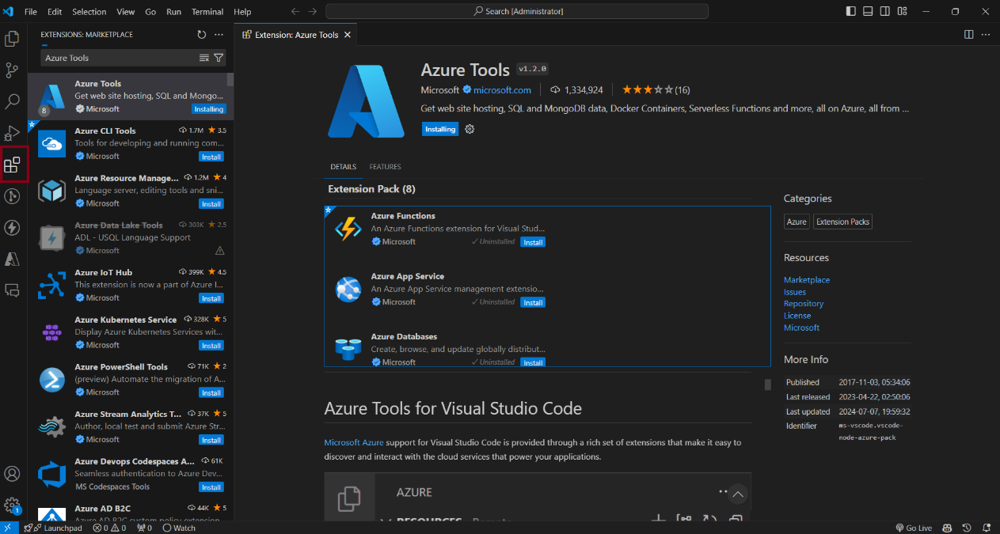 File Edit Selection View Go Run Terminal Help
Search [Administrator]
EXTENSIONS: MARKETPLACE
Azure Tools
Azure Tools
Get web site hosting, SQL and Mongo...
Microsoft
Installing
8
Azure CLI Tools 1.7M 3.5
Tools for developing and running com...
Microsoft
Install
Azure Resource Manage... 1.2M 4
Language server, editing tools and sni...
Microsoft
Install
Azure Data Lake Tools 303K 2.5
ADL - USQL Language Support
Microsoft
Azure IoT Hub 399K 4.5
This extension is now a part of Azure I...
Microsoft
Install
Azure Kubernetes Service 328K 5
Display Azure Kubernetes Services wit...
Microsoft
Install
Azure PowerShell Tools 71K 2
(preview) Automate the migration of A...
Microsoft
Install
Azure Stream Analytics T... 37K 5
Author, local test and submit Azure Str...
Microsoft
Install
Azure Devops Codespaces A... 61K
Seamless authentication to Azure Dev...
MS Codespaces Tools
Install
Azure AD B2C 44K 5
Azure AD B2C custom policy extension
1
Extension: Azure Tools
Azure Tools v1.2.0
Microsoft microsoft.com 1,334,924 (16)
Get web site hosting, SQL and MongoDB data, Docker Containers, Serverless Functions and more, all on Azure, all from ...
Installing
DETAILS FEATURES
Extension Pack (8)
Azure Functions
An Azure Functions extension for Visual Stud...
Microsoft Uninstalled Install
Azure App Service
An Azure App Service management extensio...
Microsoft Uninstalled Install
Azure Databases
Create, browse, and update globally distribut...
Microsoft Uninstalled Install
Azure Tools for Visual Studio Code
Microsoft Azure support for Visual Studio Code is provided through a rich set of extensions that make it easy to
discover and interact with the cloud services that power your applications.
AZURE
RESOURCES Remote
Categories
Azure Extension Packs
Resources
Marketplace
Issues
Repository
License
Microsoft
More Info
Published 2017-11-03, 05:34:06
Last released 2023-04-22, 02:50:06
Last updated 2024-07-07, 19:59:32
Identifier ms-vscode.vscode-
node-azure-pack
Launchpad 0 0 0 Watch
Go Live